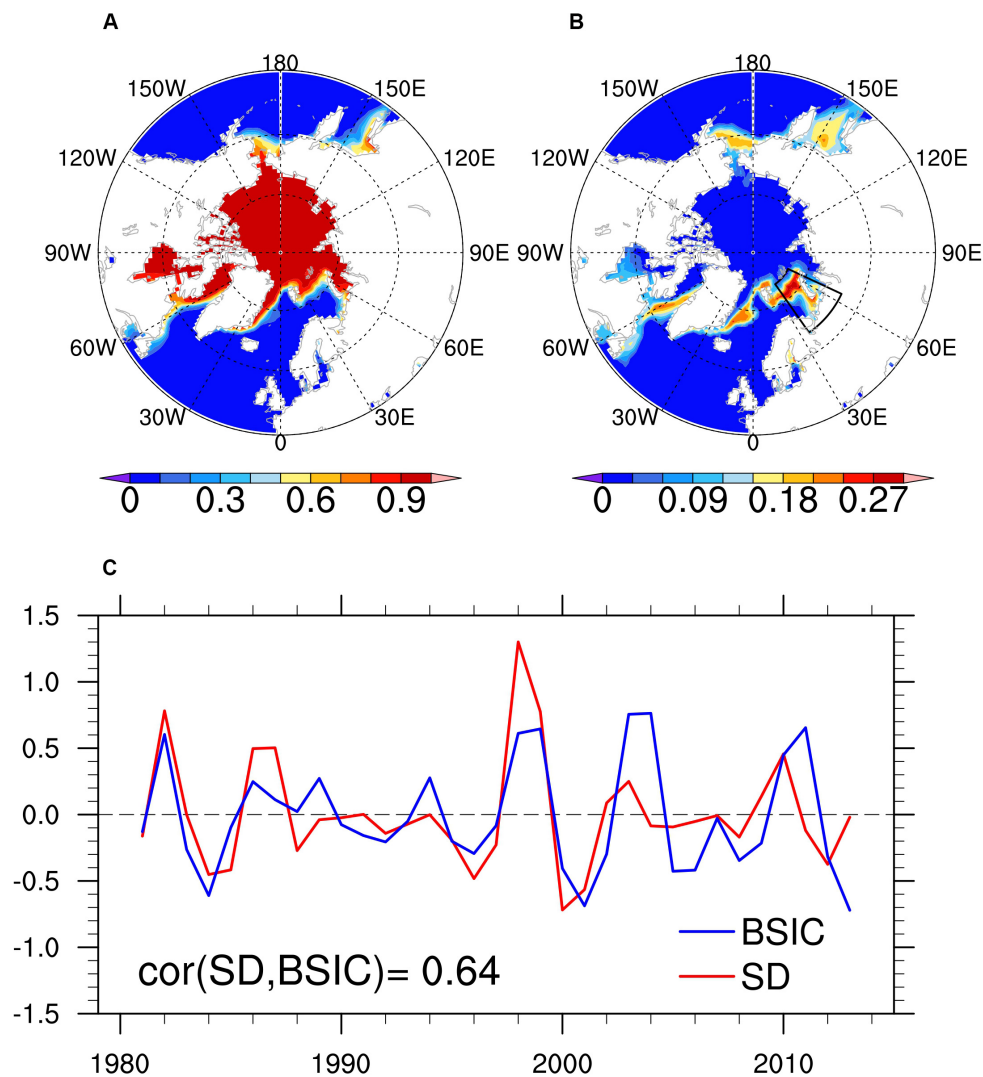 A
B
180
180
150W
150E
150W
150E
120W
120E
120W
120E
90W
90E
90W
90E
60W
60E
60W
60E
30W
30E
30W
30E
0
0
0 0.3 0.6 0.9
0 0.09 0.18 0.27
C
1.5
1.0
0.5
0.0
-0.5
-1.0
-1.5
BSIC
SD
cor(SD,BSIC)= 0.64
1980 1990 2000 2010